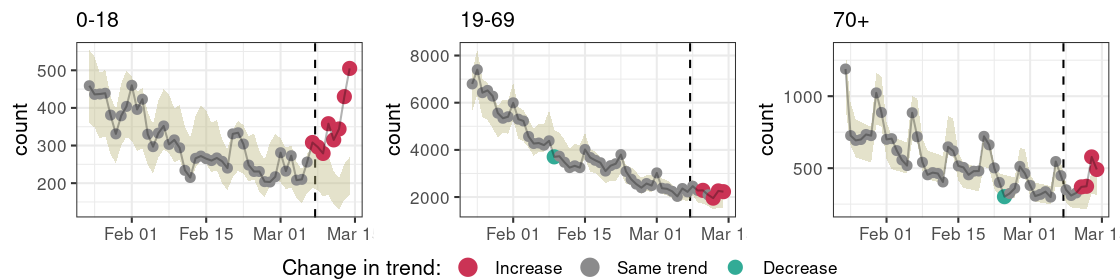 0-18
19-69
70+
count
500
400
300
200
Feb 01
Feb 15
Mar 01
Mar 1
count
8000
6000
4000
2000
Feb 01
Feb 15
Mar 01
Mar 1
count
1000
500
Feb 01
Feb 15
Mar 01
Mar 1
Change in trend: Increase Same trend Decrease